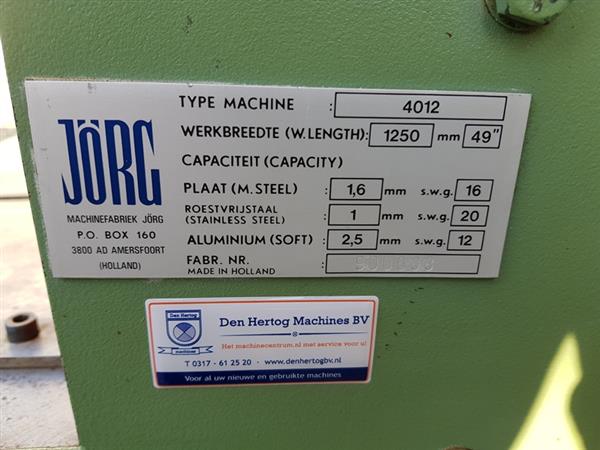 JÖRG
MACHINEFABRIEK JÖRG
P.O. BOX 160
3800 AD AMERSFOORT
(HOLLAND)
TYPE MACHINE : 4012
WERKBREEDTE (W.LENGTH): 1250 mm 49"
CAPACITEIT (CAPACITY)
PLAAT (M. STEEL) : 1,6 mm s.w.g. 16
ROESTVRIJSTAAL
(STAINLESS STEEL) : 1 mm s.w.g. 20
ALUMINIUM (SOFT) : 2,5 mm s.w.g. 12
FABR. NR. :
MADE IN HOLLAND
Den Hertog
machines
Den Hertog Machines BV
Het machinecentrum.nl met service voor u!
T 0317 - 61 25 20 - www.denhertogbv.nl
Voor al uw nieuwe en gebruikte machines